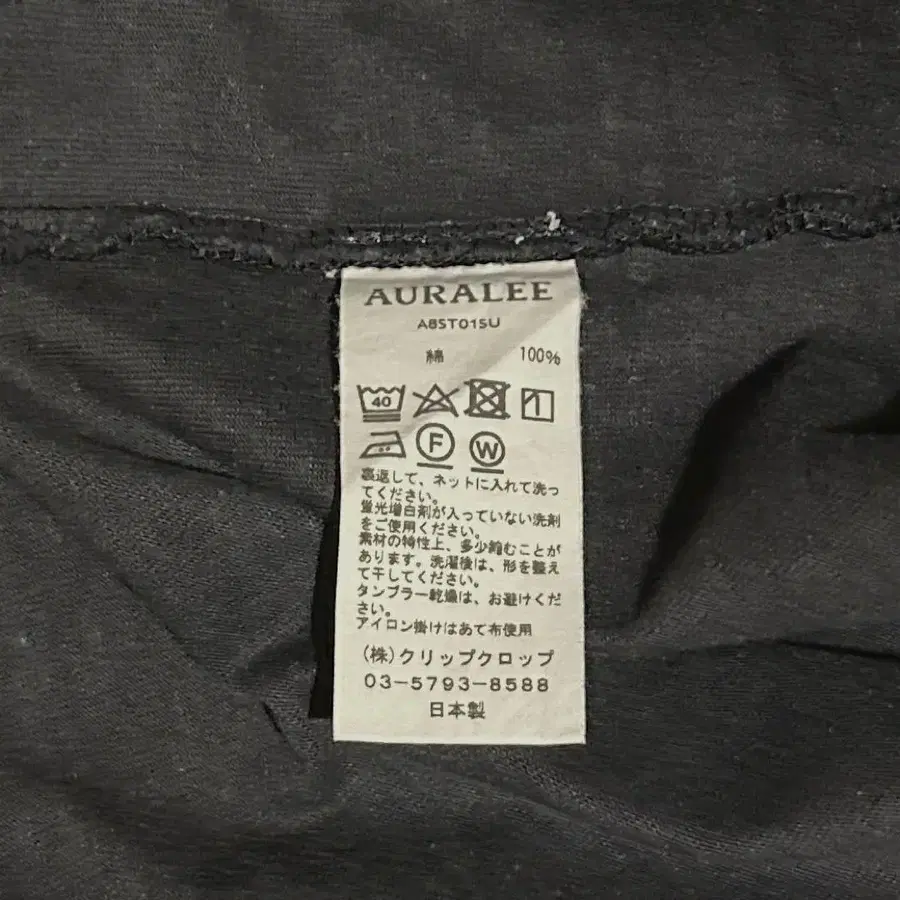 AURALEE
A8ST01SU
綿 100%
40
F W
裏返して、ネットに入れて洗っ
てください。
蛍光増白剤が入っていない洗剤
をご使用ください。
素材の特性上、多少縮むことが
あります。洗濯後は、形を整え
て干してください。
タンブラー乾燥は、お避けくだ
さい。
アイロン掛けはあて布使用
(株)クリップクロップ
03-5793-8588
日本製